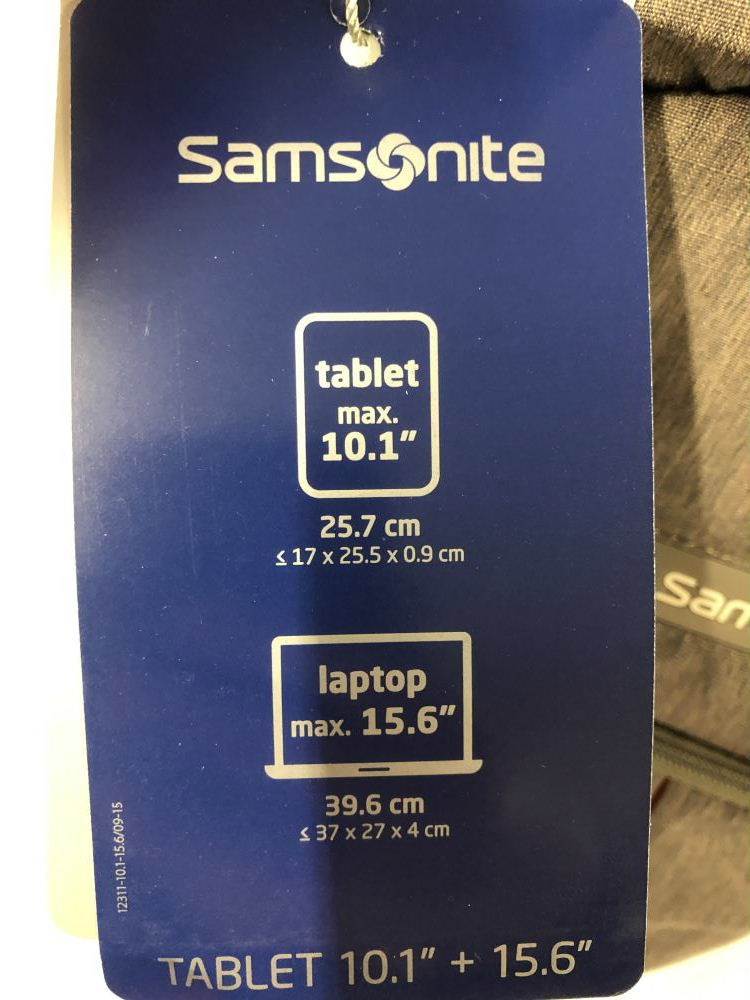 Samsonite
tablet
max.
10.1”
25.7 cm
≤ 17 x 25.5 x 0.9 cm
laptop
max. 15.6”
39.6 cm
≤ 37 x 27 x 4 cm
12311-10.1-15.6/09-15
TABLET 10.1” + 15.6”
Sam